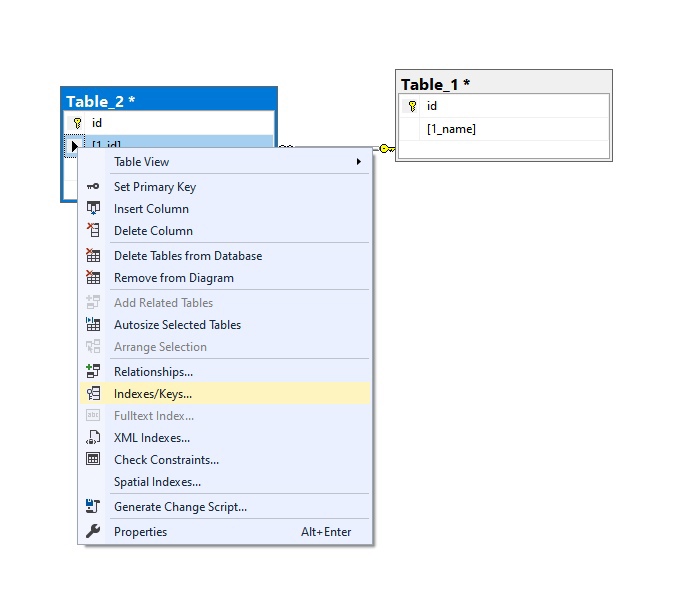 Table_2 *
id
[1_id]
Table_1 *
id
[1_name]
Table View
Set Primary Key
Insert Column
Delete Column
Delete Tables from Database
Remove from Diagram
Add Related Tables
Autosize Selected Tables
Arrange Selection
Relationships...
Indexes/Keys...
Fulltext Index...
XML Indexes...
Check Constraints...
Spatial Indexes...
Generate Change Script...
Properties Alt+Enter